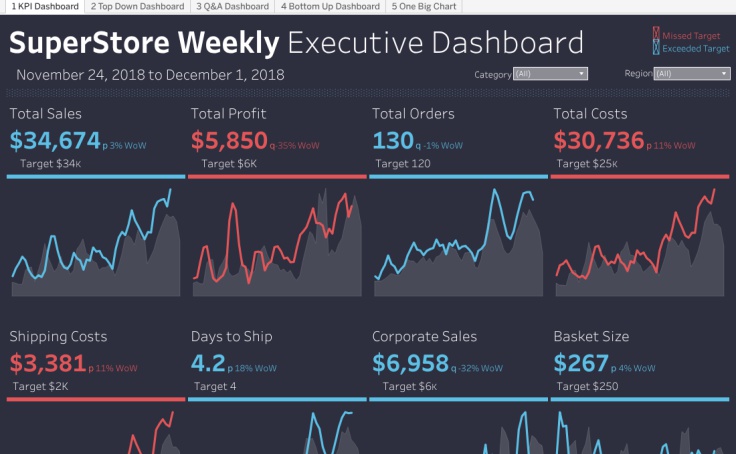 1 KPI Dashboard 2 Top Down Dashboard 3 Q&A Dashboard 4 Bottom Up Dashboard 5 One Big Chart
SuperStore Weekly Executive Dashboard
Missed Target
Exceeded Target
November 24, 2018 to December 1, 2018
Category (All) Region (All)
Total Sales
$34,674 p 3% WoW
Target $34K
Total Profit
$5,850 q -35% WoW
Target $6K
Total Orders
130 q -1% WoW
Target 120
Total Costs
$30,736 p 11% WoW
Target $25K
Shipping Costs
$3,381 p 11% WoW
Target $2K
Days to Ship
4.2 p 18% WoW
Target 4
Corporate Sales
$6,958 q -32% WoW
Target $6K
Basket Size
$267 p 4% WoW
Target $250